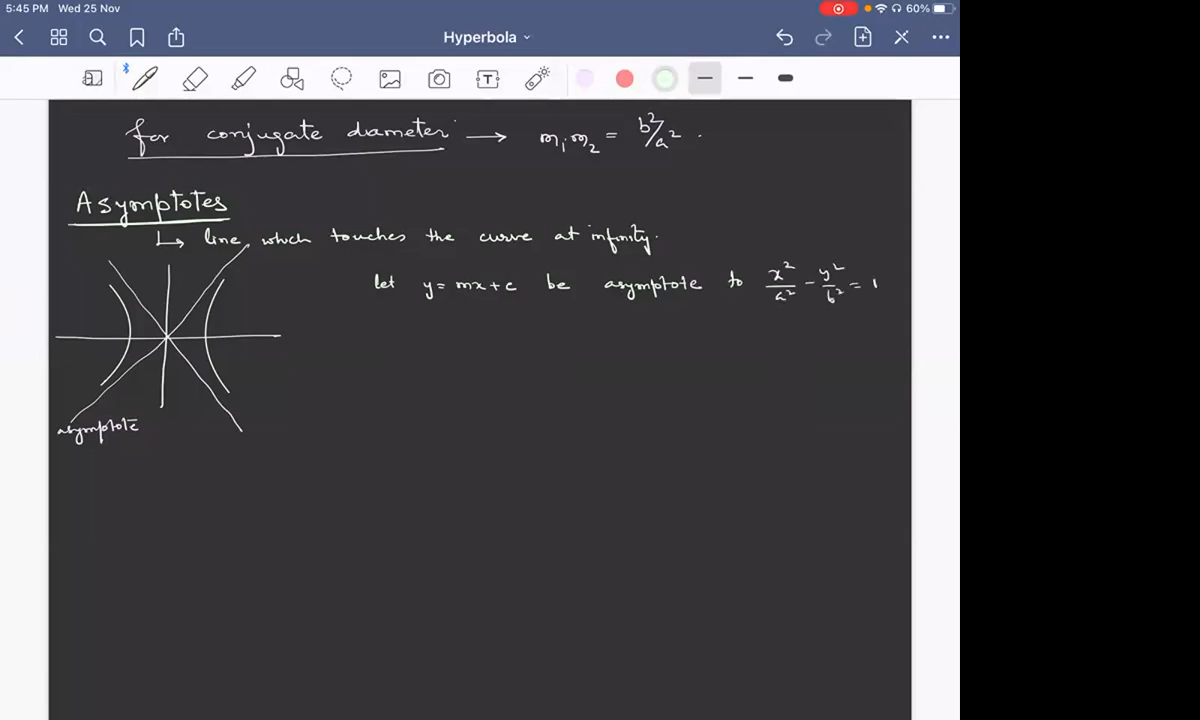 5:45 PM Wed 25 Nov
60%
Hyperbola
for conjugate diameter → m₁m₂ = b²/a² .
Asymptotes
↳ line which touches the curve at infinity.
let y = mx + c be asymptote to x²/a² - y²/b² = 1
asymptote